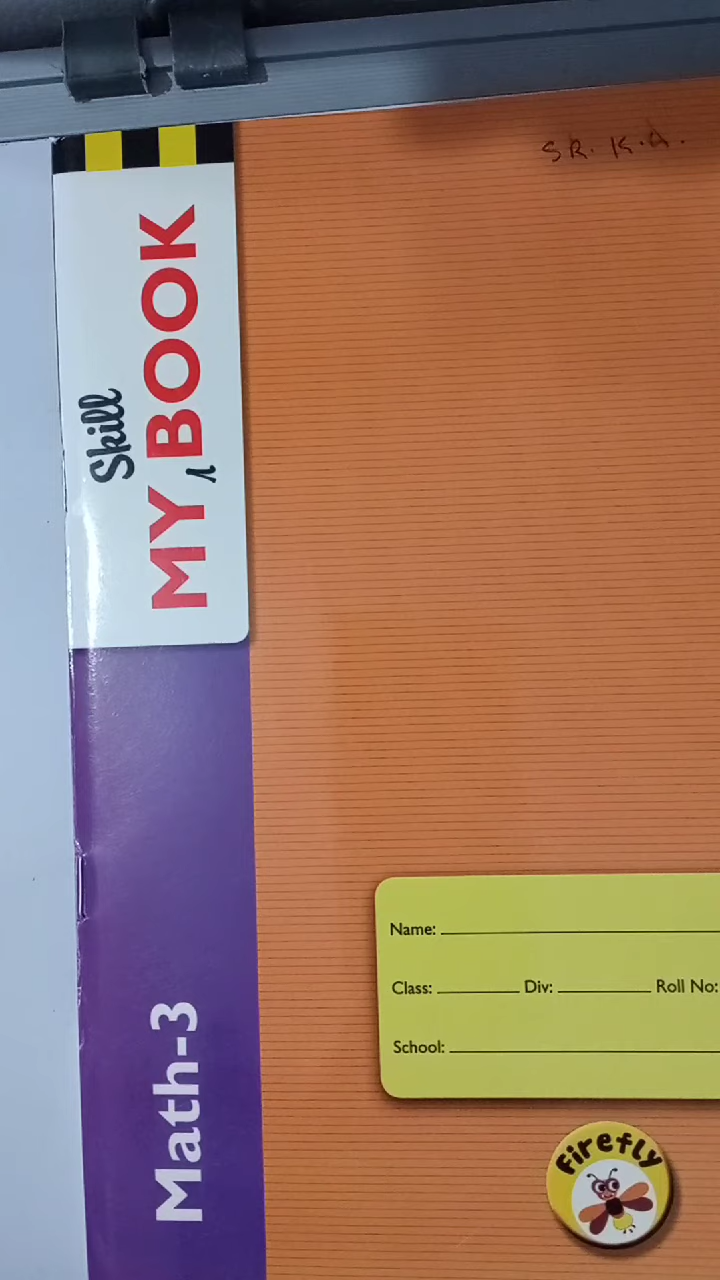 SR. K.A.
MY Skill BOOK
Math-3
Name:
Class: Div: Roll No:
School:
Firefly